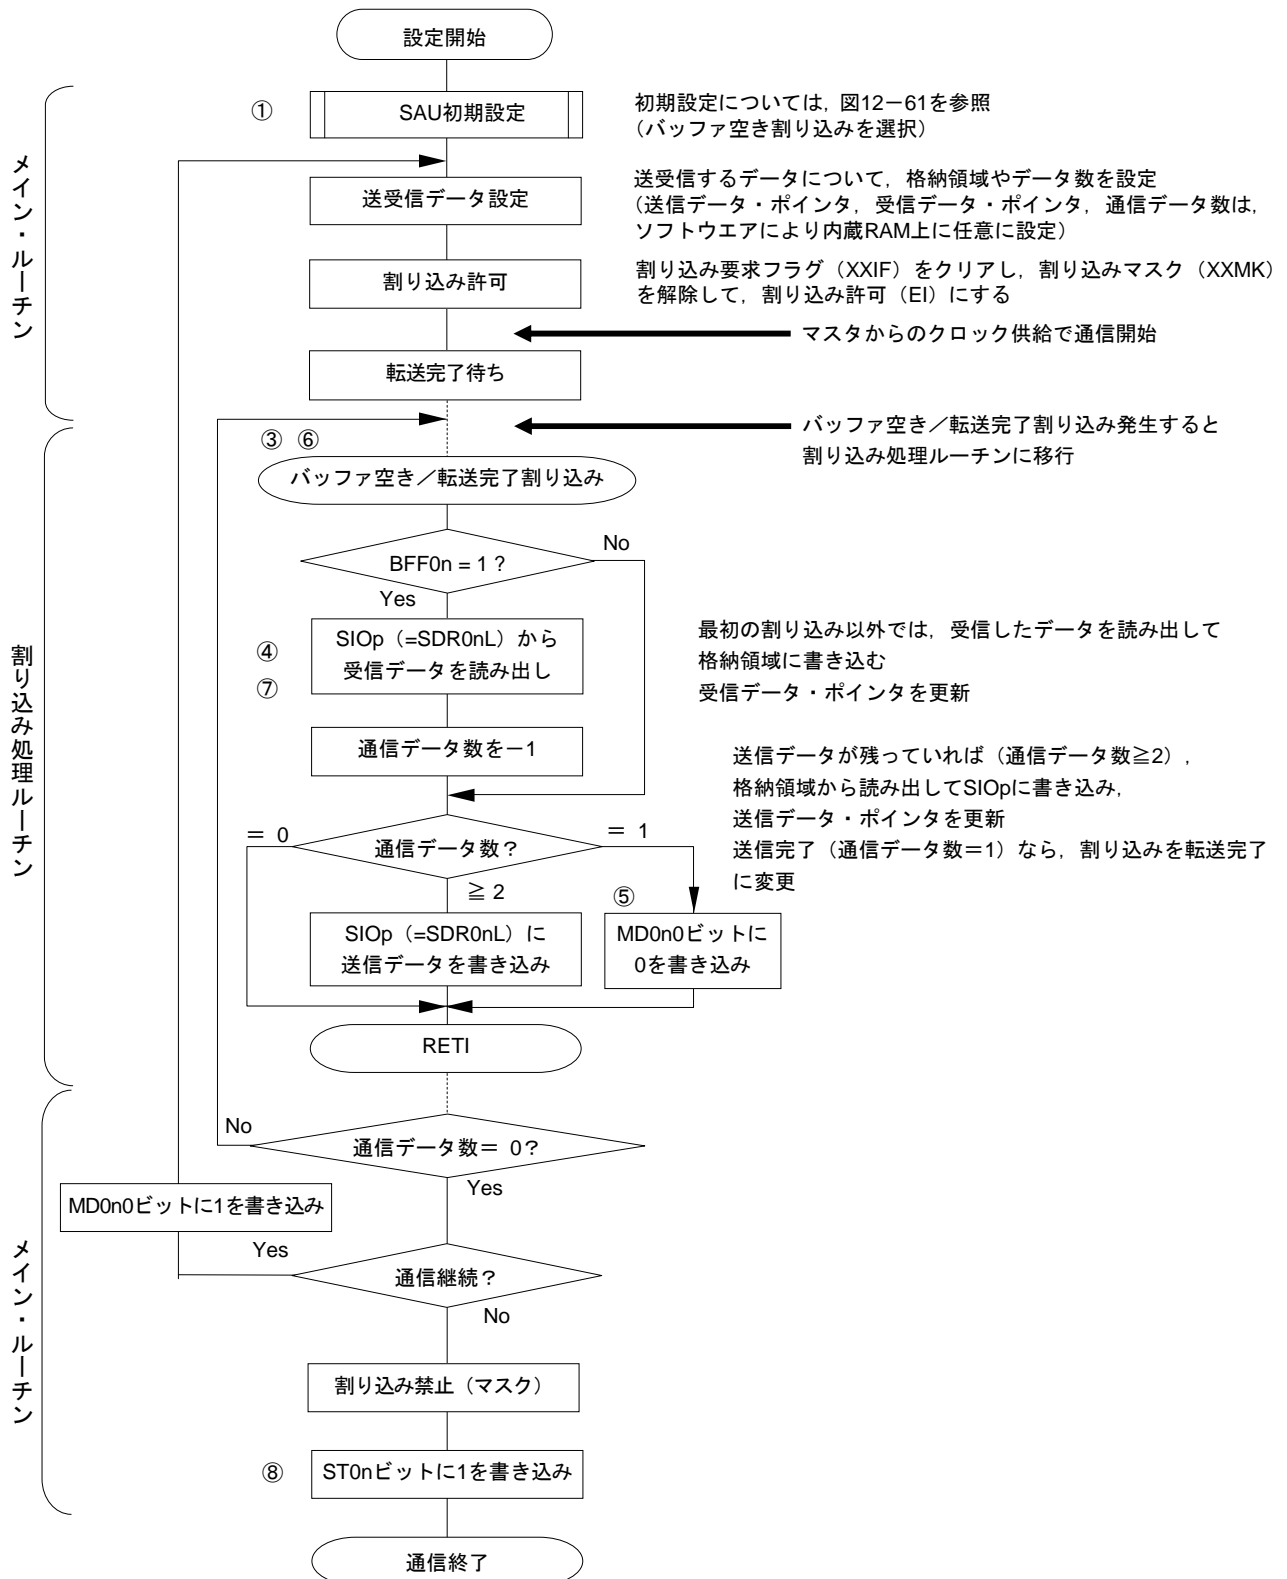 設定開始
①
SAU初期設定
初期設定については，図12－61を参照
（バッファ空き割り込みを選択）
メイン・ルーチン
送受信データ設定
送受信するデータについて，格納領域やデータ数を設定
（送信データ・ポインタ，受信データ・ポインタ，通信データ数は，
ソフトウエアにより内蔵RAM上に任意に設定）
割り込み許可
割り込み要求フラグ（XXIF）をクリアし，割り込みマスク（XXMK）
を解除して，割り込み許可（EI）にする
マスタからのクロック供給で通信開始
転送完了待ち
バッファ空き／転送完了割り込み発生すると
割り込み処理ルーチンに移行
③ ⑥
バッファ空き／転送完了割り込み
割り込み処理ルーチン
BFF0n = 1？
No
Yes
④
⑦
SIOp（=SDR0nL）から
受信データを読み出し
最初の割り込み以外では，受信したデータを読み出して
格納領域に書き込む
受信データ・ポインタを更新
通信データ数を－1
送信データが残っていれば（通信データ数≧2），
格納領域から読み出してSIOpに書き込み，
送信データ・ポインタを更新
送信完了（通信データ数＝1）なら，割り込みを転送完了
に変更
＝ 0
通信データ数？
＝ 1
≧ 2
⑤
SIOp（=SDR0nL）に
送信データを書き込み
MD0n0ビットに
0を書き込み
RETI
No
通信データ数＝ 0？
Yes
MD0n0ビットに1を書き込み
メイン・ルーチン
Yes
通信継続？
No
割り込み禁止（マスク）
⑧
ST0nビットに1を書き込み
通信終了